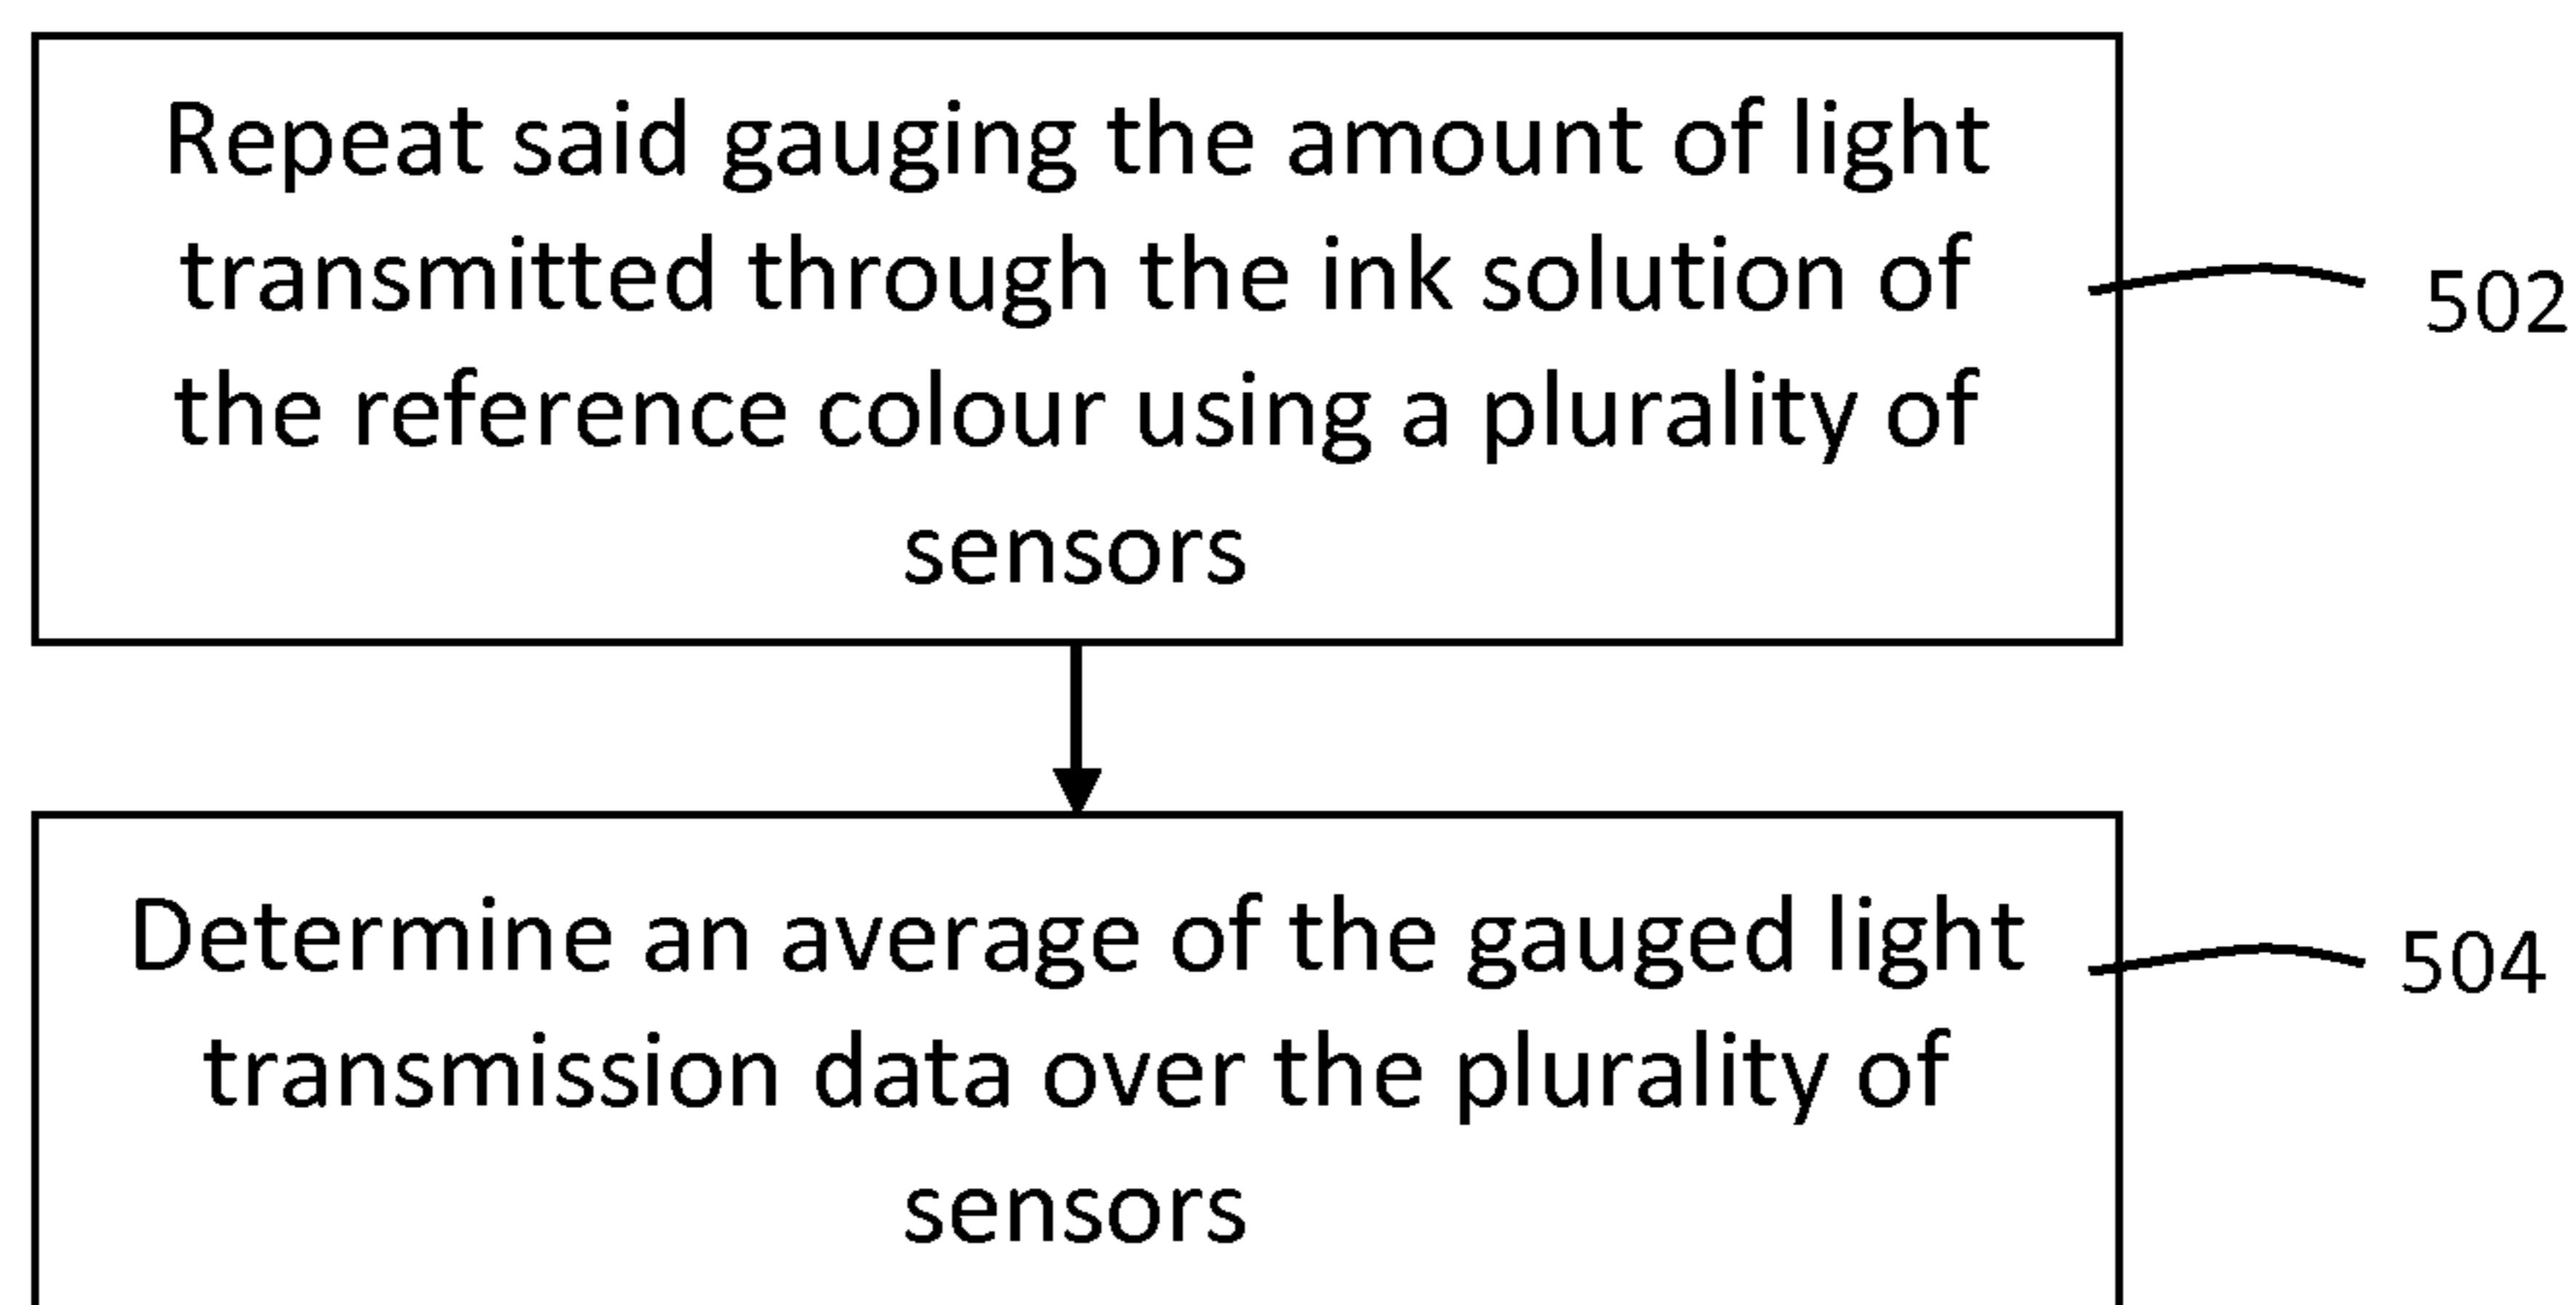 Repeat said gauging the amount of light
transmitted through the ink solution of
the reference colour using a plurality of
sensors
502
Determine an average of the gauged light
transmission data over the plurality of
sensors
504